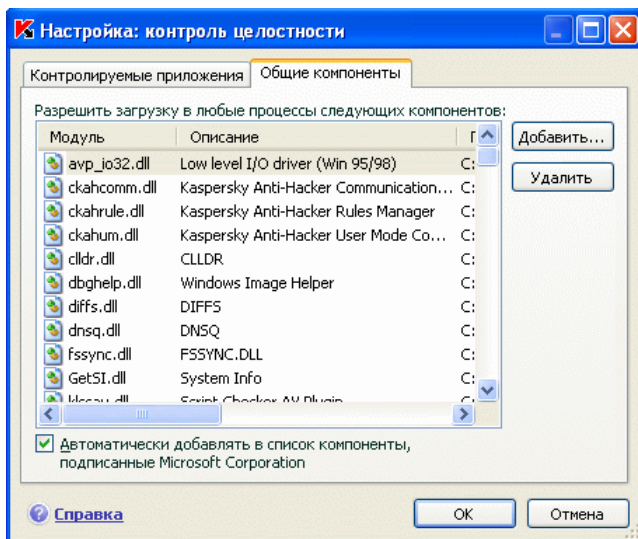 Настройка: контроль целостности
Контролируемые приложения Общие компоненты
Разрешить загрузку в любые процессы следующих компонентов:
Модуль Описание
avp_io32.dll Low level I/O driver (Win 95/98) C:
ckahcomm.dll Kaspersky Anti-Hacker Communication... C:
ckahrule.dll Kaspersky Anti-Hacker Rules Manager C:
ckahum.dll Kaspersky Anti-Hacker User Mode Co... C:
clldr.dll CLLDR C:
dbghelp.dll Windows Image Helper C:
diffs.dll DIFFS C:
dnsq.dll DNSQ C:
fssync.dll FSSYNC.DLL C:
GetSI.dll System Info C:
Script Checker AV Plugin C:
Добавить...
Удалить
Автоматически добавлять в список компоненты,
подписанные Microsoft Corporation
Справка OK Отмена